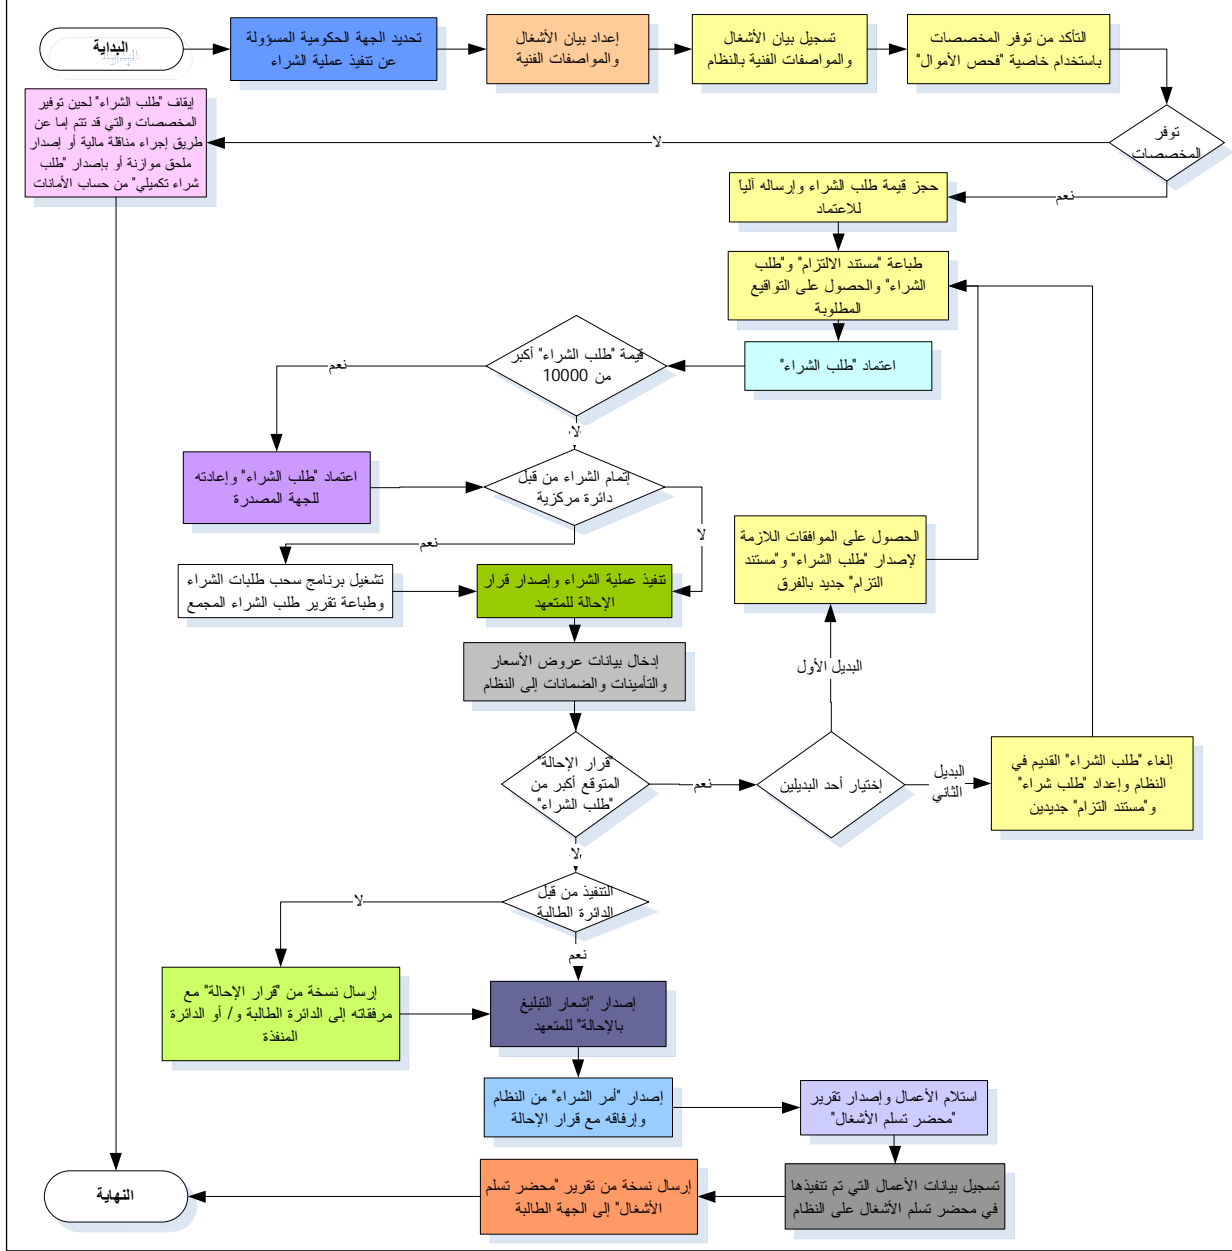 البداية
تحديد الجهة الحكومية المسؤولة
عن تنفيذ عملية الشراء
إعداد بيان الأشغال
والمواصفات الفنية
تسجيل بيان الأشغال
والمواصفات الفنية بالنظام
التأكد من توفر المخصصات
باستخدام خاصية "فحص الأموال"
توفر
المخصصات
لا
إيقاف "طلب الشراء" لحين توفير
المخصصات والتي قد تتم إما عن
طريق إجراء مناقلة مالية أو إصدار
ملحق موازنة أو بإصدار "طلب
شراء تكميلي" من حساب الأمانات
نعم
حجز قيمة طلب الشراء وإرساله آلياً
للاعتماد
طباعة "مستند الالتزام" و"طلب
الشراء" والحصول على التواقيع
المطلوبة
اعتماد "طلب الشراء"
قيمة "طلب الشراء" أكبر
من 10000
نعم
لا
اعتماد "طلب الشراء" وإعادته
للجهة المصدرة
إتمام الشراء من قبل
دائرة مركزية
لا
نعم
تشغيل برنامج سحب طلبات الشراء
وطباعة تقرير طلب الشراء المجمع
تنفيذ عملية الشراء وإصدار قرار
الإحالة للمتعهد
الحصول على الموافقات اللازمة
لإصدار "طلب الشراء" و"مستند
التزام" جديد بالفرق
إدخال بيانات عروض الأسعار
والتأمينات والضمانات إلى النظام
البديل الأول
"قرار الإحالة"
المتوقع أكبر من
"طلب الشراء"
نعم
إختيار أحد البديلين
البديل
الثاني
إلغاء "طلب الشراء" القديم في
النظام وإعداد "طلب شراء"
و"مستند التزام" جديدين
لا
التنفيذ من قبل
الدائرة الطالبة
لا
نعم
إرسال نسخة من "قرار الإحالة" مع
مرفقاته إلى الدائرة الطالبة و/ أو الدائرة
المنفذة
إصدار "إشعار التبليغ
بالإحالة" للمتعهد
إصدار "أمر الشراء" من النظام
وإرفاقه مع قرار الإحالة
استلام الأعمال وإصدار تقرير
"محضر تسلم الأشغال"
تسجيل بيانات الأعمال التي تم تنفيذها
في محضر تسلم الأشغال على النظام
إرسال نسخة من تقرير "محضر تسلم
الأشغال" إلى الجهة الطالبة
النهاية